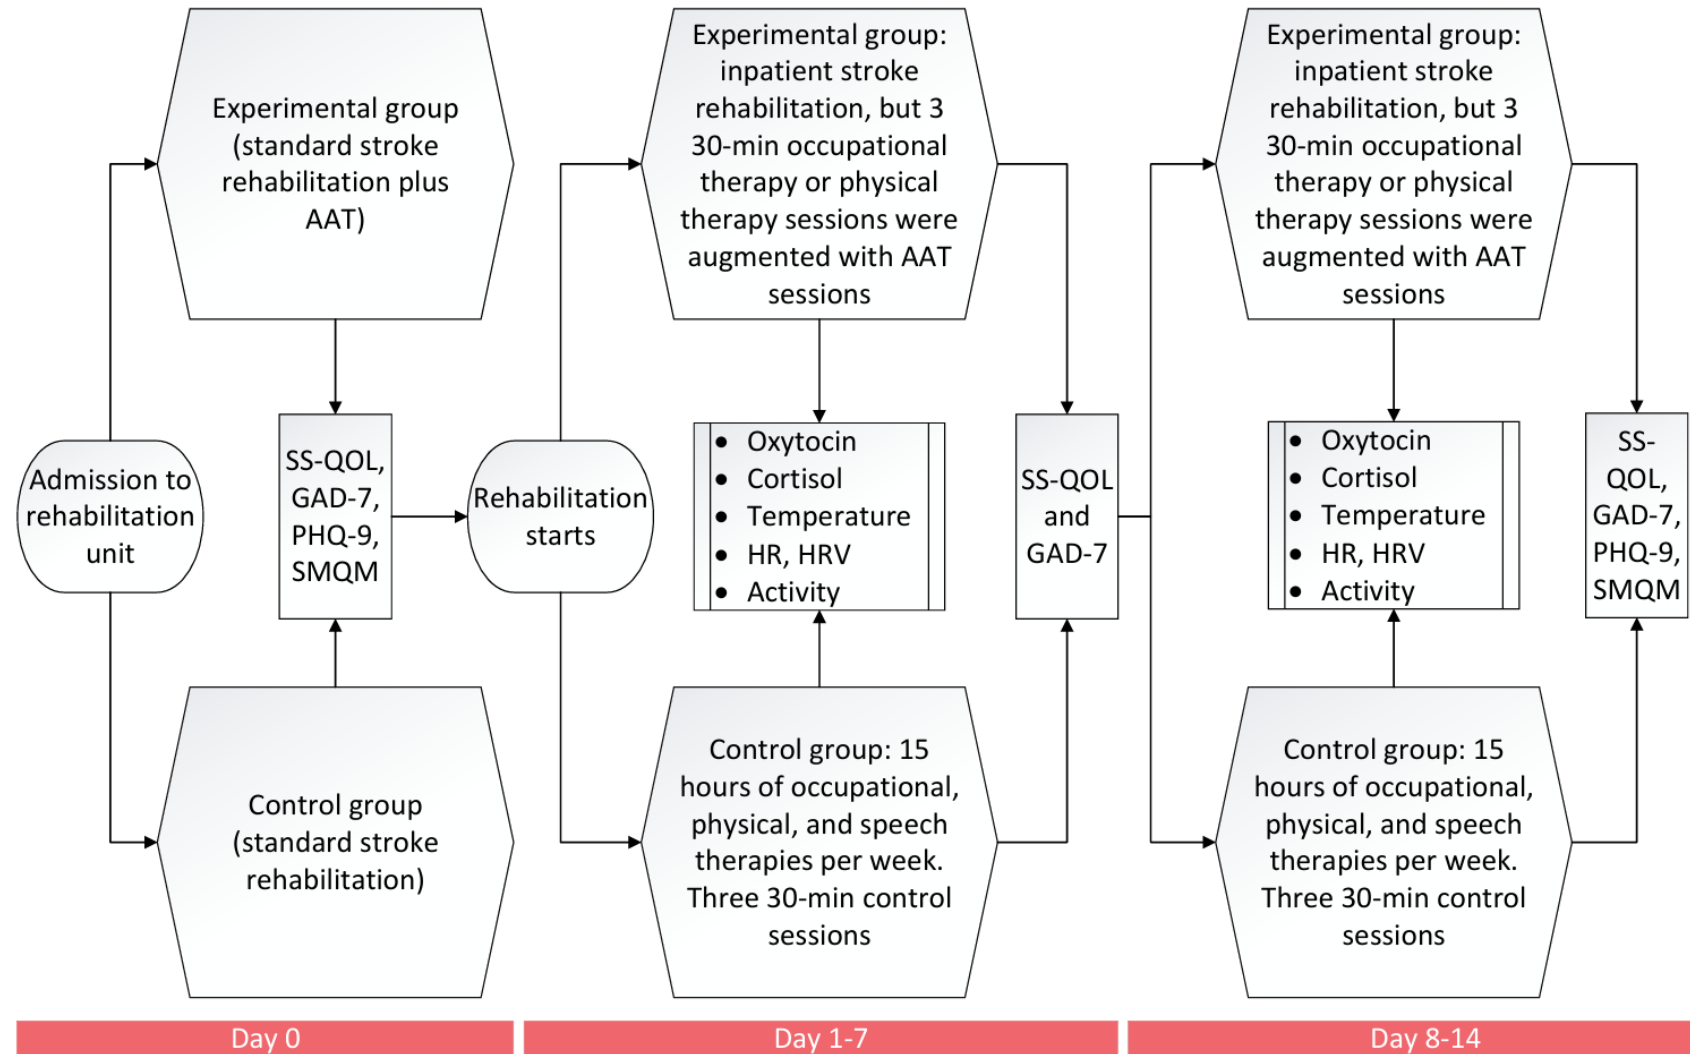 Experimental group
(standard stroke
rehabilitation plus
AAT)
Admission to
rehabilitation
unit
SS-QOL,
GAD-7,
PHQ-9,
SMQM
Control group
(standard stroke
rehabilitation)
Rehabilitation
starts
Experimental group:
inpatient stroke
rehabilitation, but 3
30-min occupational
therapy or physical
therapy sessions were
augmented with AAT
sessions
• Oxytocin
• Cortisol
• Temperature
• HR, HRV
• Activity
Control group: 15
hours of occupational,
physical, and speech
therapies per week.
Three 30-min control
sessions
SS-QOL
and
GAD-7
Experimental group:
inpatient stroke
rehabilitation, but 3
30-min occupational
therapy or physical
therapy sessions were
augmented with AAT
sessions
• Oxytocin
• Cortisol
• Temperature
• HR, HRV
• Activity
Control group: 15
hours of occupational,
physical, and speech
therapies per week.
Three 30-min control
sessions
SS-
QOL,
GAD-7,
PHQ-9,
SMQM
Day 0
Day 1-7
Day 8-14